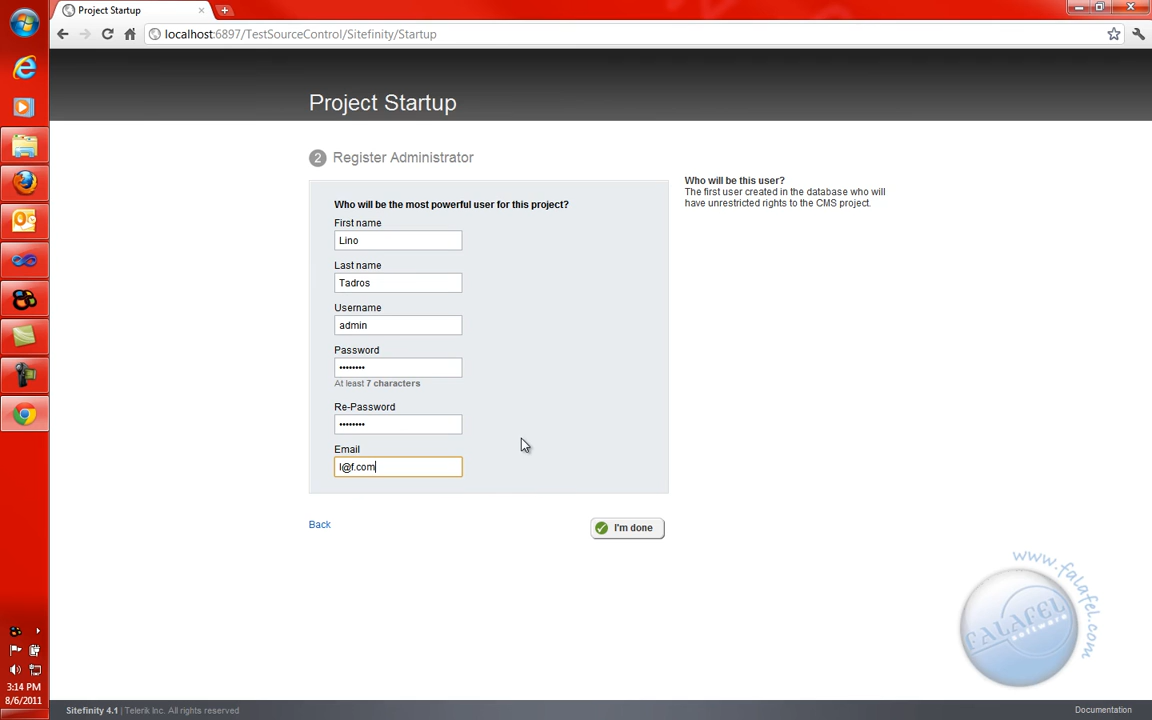 Project Startup
localhost:6897/TestSourceControl/Sitefinity/Startup
Project Startup
2 Register Administrator
Who will be the most powerful user for this project?
First name
Lino
Last name
Tadros
Username
admin
Password
••••••••
At least 7 characters
Re-Password
••••••••
Email
l@f.com
Back
I'm done
Who will be this user?
The first user created in the database who will
have unrestricted rights to the CMS project.
www.falafel.com
FALAFEL
software
3:14 PM
8/6/2011
Sitefinity 4.1 | Telerik Inc. All rights reserved
Documentation